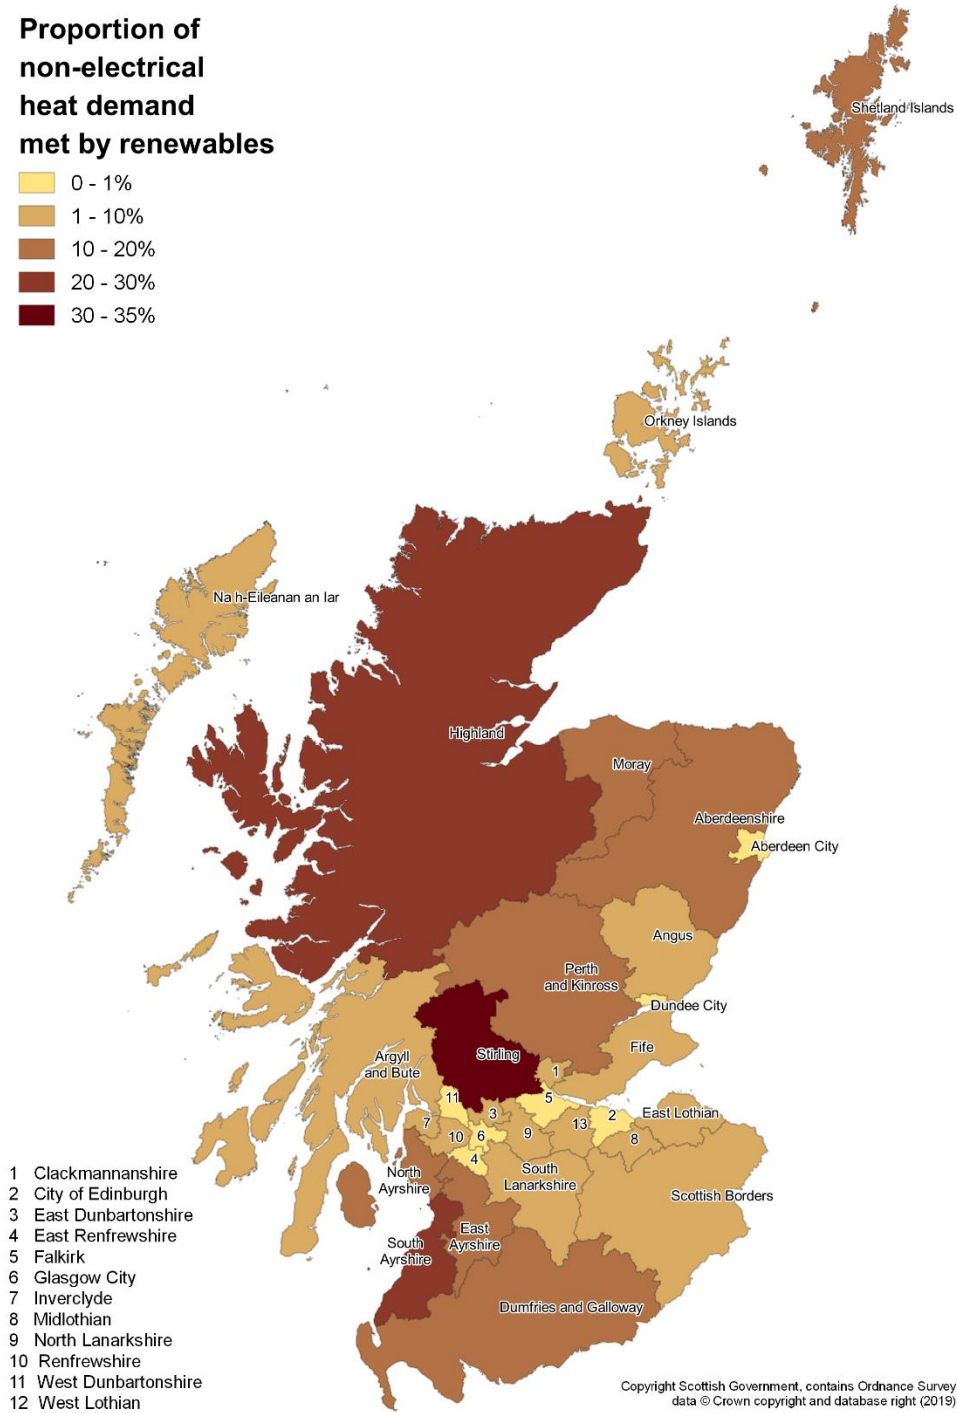 Proportion of
non-electrical
heat demand
met by renewables
0 - 1%
1 - 10%
10 - 20%
20 - 30%
30 - 35%
Shetland Islands
Orkney Islands
Na h-Eileanan an Iar
Highland
Moray
Aberdeenshire
Aberdeen City
Angus
Perth
and Kinross
Dundee City
Fife
Stirling
Argyll
and Bute
1
11
5
3
2
East Lothian
7
13
10
6
9
8
4
South
Lanarkshire
North
Ayrshire
Scottish Borders
East
Ayrshire
South
Ayrshire
Dumfries and Galloway
1 Clackmannanshire
2 City of Edinburgh
3 East Dunbartonshire
4 East Renfrewshire
5 Falkirk
6 Glasgow City
7 Inverclyde
8 Midlothian
9 North Lanarkshire
10 Renfrewshire
11 West Dunbartonshire
12 West Lothian
Copyright Scottish Government, contains Ordnance Survey
data © Crown copyright and database right (2019)